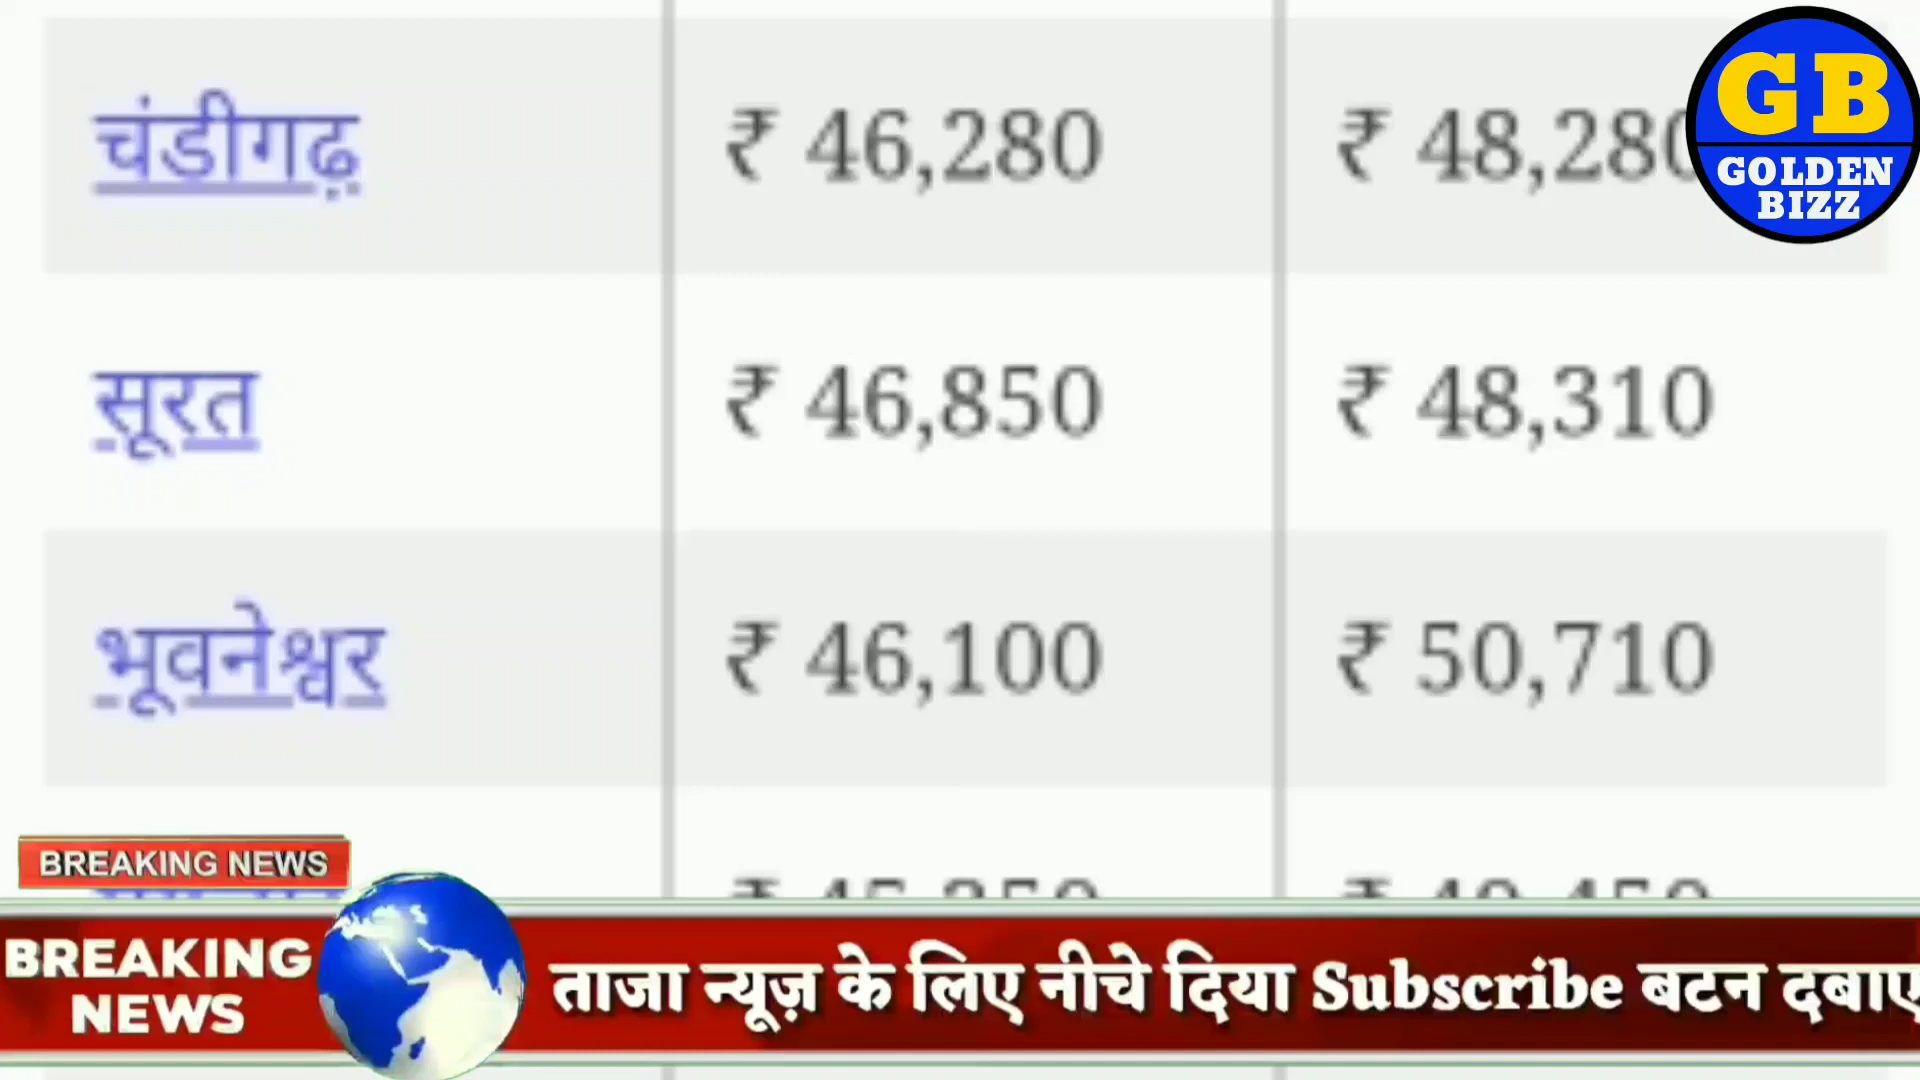 चंडीगढ़ ₹ 46,280 ₹ 48,280
GB
GOLDEN
BIZZ
सूरत ₹ 46,850 ₹ 48,310
भूवनेश्वर ₹ 46,100 ₹ 50,710
BREAKING NEWS
BREAKING
NEWS
ताजा न्यूज़ के लिए नीचे दिया Subscribe बटन दबाए